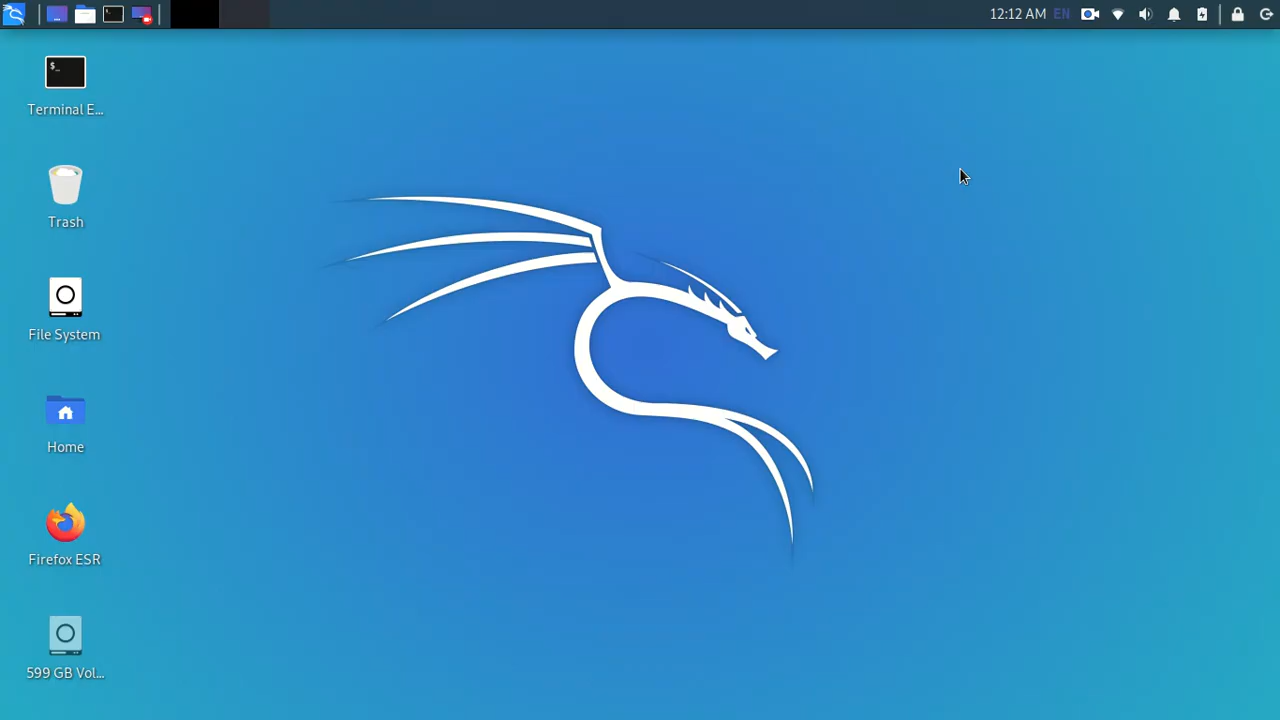 12:12 AM EN
$_
Terminal E...
Trash
File System
Home
Firefox ESR
599 GB Vol...